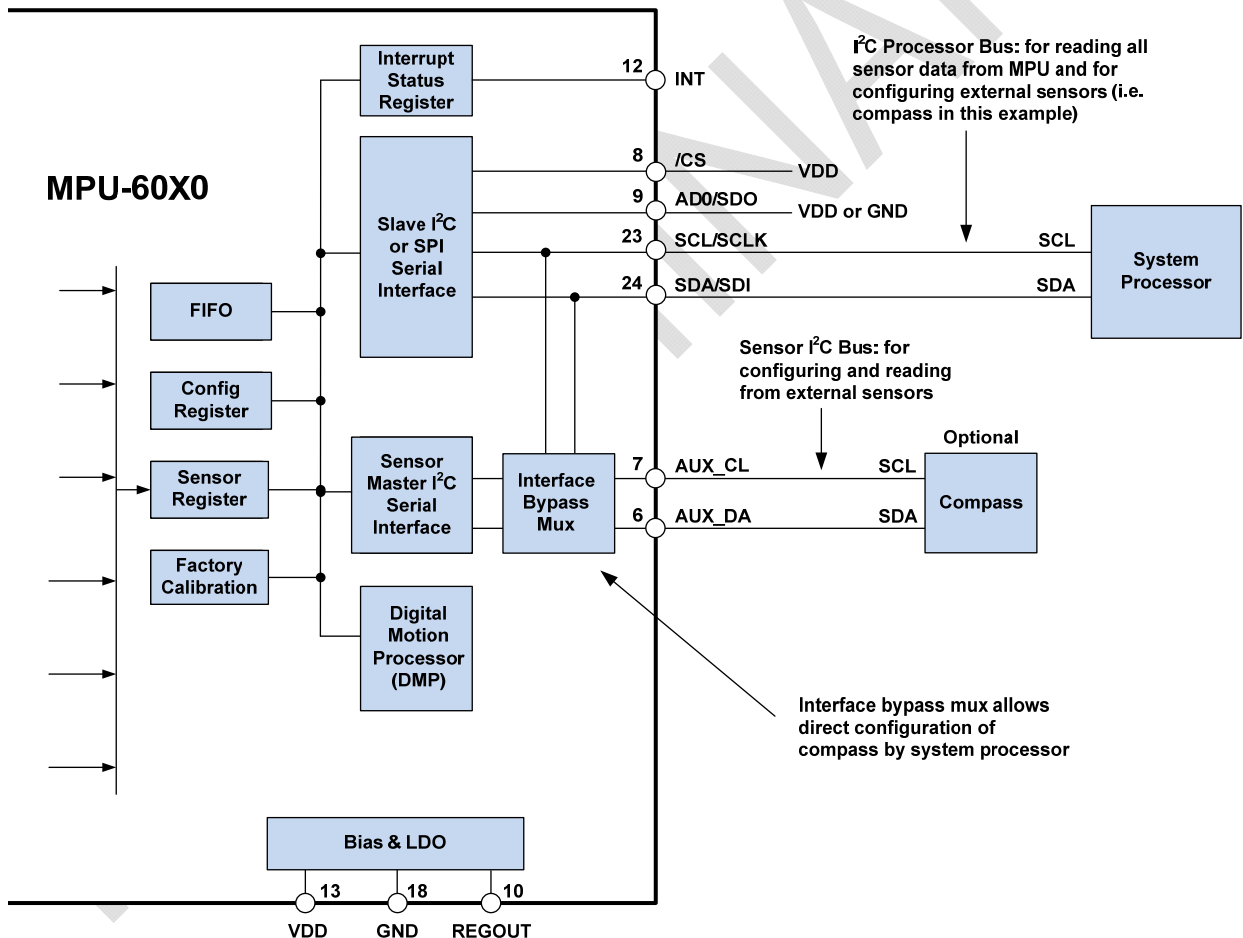 MPU-60X0
Interrupt
Status
Register
12
INT
I²C Processor Bus: for reading all
sensor data from MPU and for
configuring external sensors (i.e.
compass in this example)
Slave I²C
or SPI
Serial
Interface
8
/CS
VDD
9
AD0/SDO
VDD or GND
23
SCL/SCLK
SCL
24
SDA/SDI
SDA
System
Processor
FIFO
Config
Register
Sensor
Register
Factory
Calibration
Sensor I²C Bus: for
configuring and reading
from external sensors
Sensor
Master I²C
Serial
Interface
Interface
Bypass
Mux
7
AUX_CL
SCL
6
AUX_DA
SDA
Optional
Compass
Digital
Motion
Processor
(DMP)
Interface bypass mux allows
direct configuration of
compass by system processor
Bias & LDO
13
18
10
VDD
GND
REGOUT